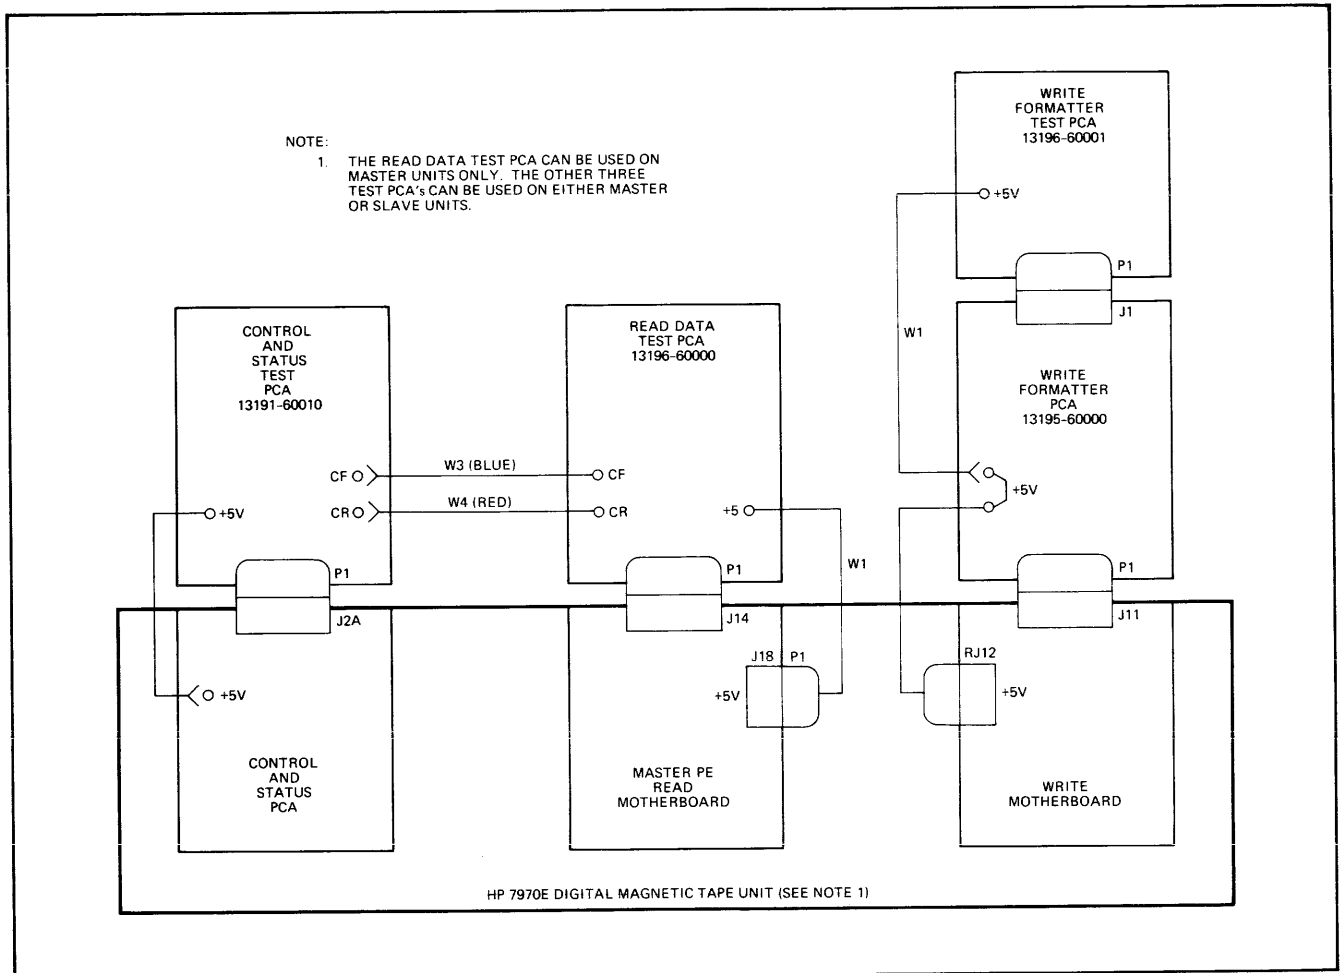 NOTE:
1. THE READ DATA TEST PCA CAN BE USED ON
MASTER UNITS ONLY. THE OTHER THREE
TEST PCA's CAN BE USED ON EITHER MASTER
OR SLAVE UNITS.
WRITE
FORMATTER
TEST PCA
13196-60001
+5V
P1
J1
W1
WRITE
FORMATTER
PCA
13195-60000
+5V
P1
J11
CONTROL
AND
STATUS
TEST
PCA
13191-60010
CF
CR
+5V
P1
J2A
W3 (BLUE)
W4 (RED)
READ DATA
TEST PCA
13196-60000
CF
CR
+5
W1
P1
J14
J18 P1
+5V
RJ12
+5V
+5V
CONTROL
AND
STATUS
PCA
MASTER PE
READ
MOTHERBOARD
WRITE
MOTHERBOARD
HP 7970E DIGITAL MAGNETIC TAPE UNIT (SEE NOTE 1)